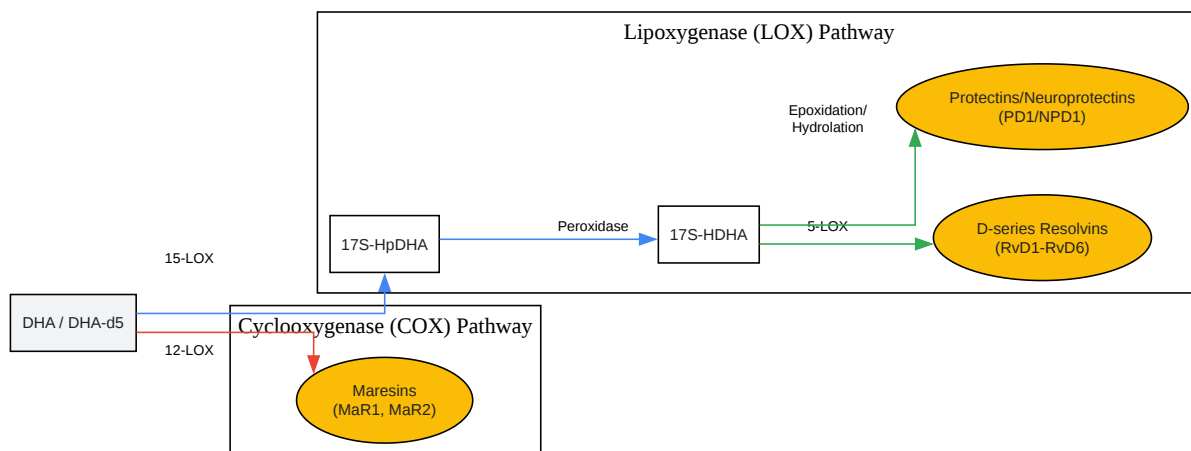 Lipoxygenase (LOX) Pathway
Protectins/Neuroprotectins
(PD1/NPD1)
Epoxidation/
Hydrolation
17S-HpDHA
Peroxidase
17S-HDHA
5-LOX
D-series Resolvins
(RvD1-RvD6)
15-LOX
DHA / DHA-d5
12-LOX
Cyclooxygenase (COX) Pathway
Maresins
(MaR1, MaR2)